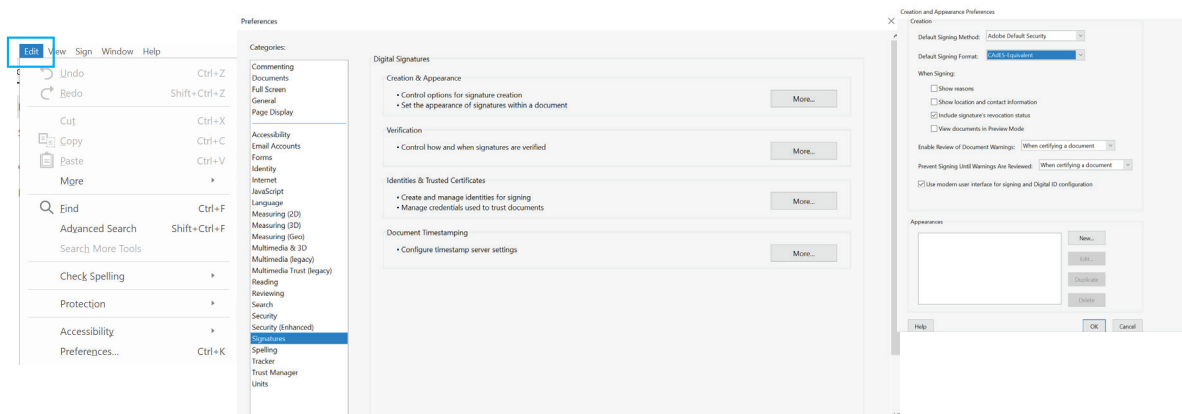 Edit View Sign Window Help
Undo Ctrl+Z
Redo Shift+Ctrl+Z
Cut Ctrl+X
Copy Ctrl+C
Paste Ctrl+V
More
Find Ctrl+F
Advanced Search Shift+Ctrl+F
Search More Tools
Check Spelling
Protection
Accessibility
Preferences... Ctrl+K
Preferences
Categories:
Commenting
Documents
Full Screen
General
Page Display
Accessibility
Email Accounts
Forms
Identity
Internet
JavaScript
Language
Measuring (2D)
Measuring (3D)
Measuring (Geo)
Multimedia & 3D
Multimedia (legacy)
Multimedia Trust (legacy)
Reading
Reviewing
Search
Security
Security (Enhanced)
Signatures
Spelling
Tracker
Trust Manager
Units
Digital Signatures
Creation & Appearance
• Control options for signature creation
• Set the appearance of signatures within a document
More...
Verification
• Control how and when signatures are verified
More...
Identities & Trusted Certificates
• Create and manage identities for signing
• Manage credentials used to trust documents
More...
Document Timestamping
• Configure timestamp server settings
More...
Creation and Appearance Preferences
Creation
Default Signing Method: Adobe Default Security
Default Signing Format: CAdES-Equivalent
When Signing:
Show reasons
Show location and contact information
Include signature's revocation status
View documents in Preview Mode
Enable Review of Document Warnings: When certifying a document
Prevent Signing Until Warnings Are Reviewed: When certifying a document
Use modern user interface for signing and Digital ID configuration
Appearances
New...
Edit...
Duplicate
Delete
Help OK Cancel